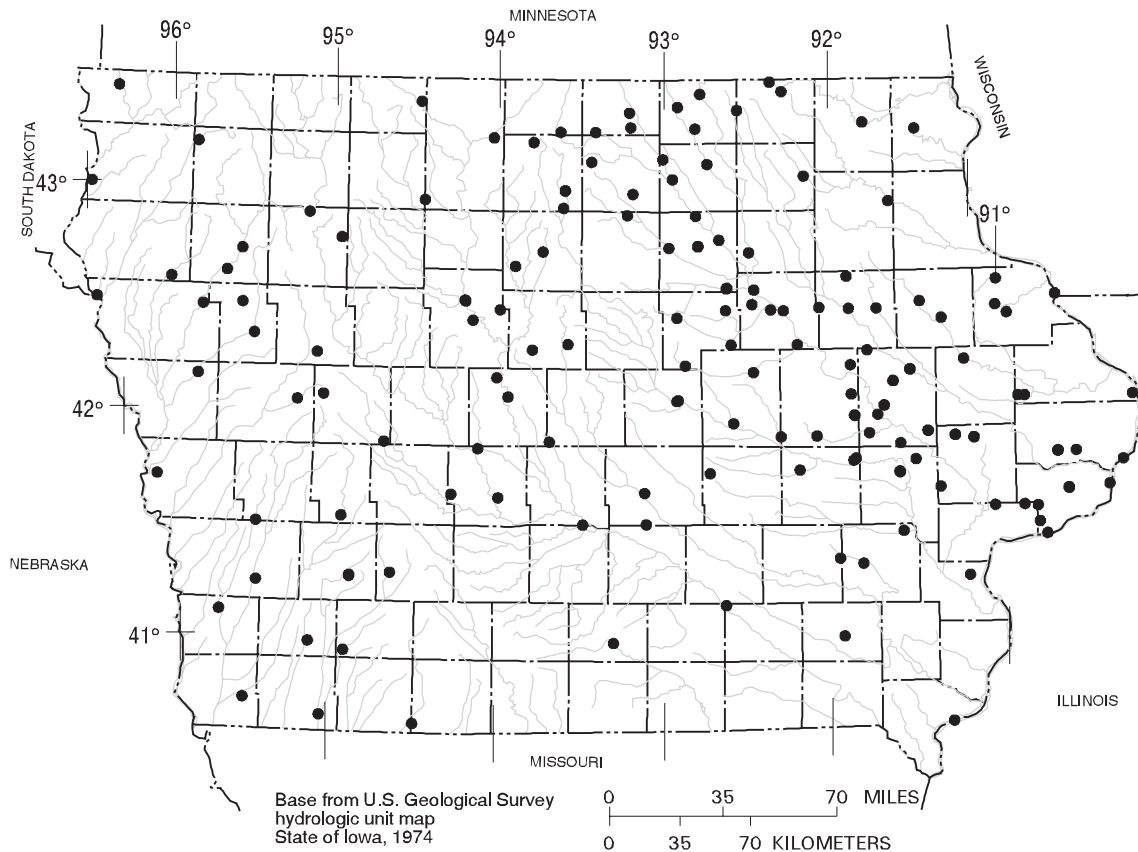 MINNESOTA
96° 95° 94° 93° 92°
WISCONSIN
SOUTH DAKOTA
43°
91°
42°
NEBRASKA
41°
ILLINOIS
MISSOURI
Base from U.S. Geological Survey
hydrologic unit map
State of Iowa, 1974
0 35 70 MILES
0 35 70 KILOMETERS